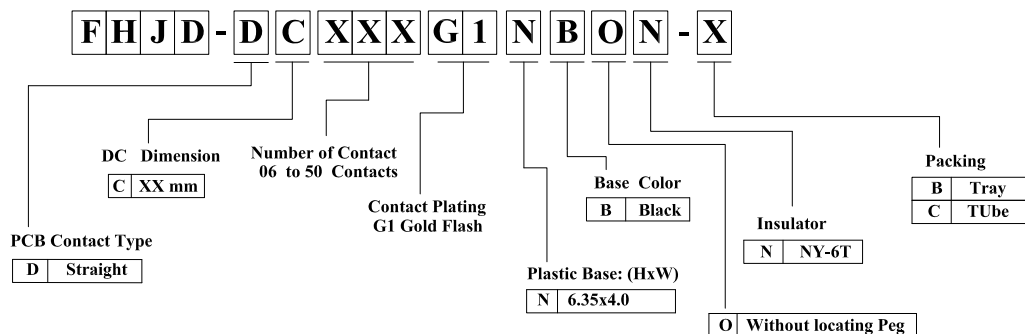 FHJD-DCXXXG1NBON-X
DC Dimension
C XX mm
Number of Contact
06 to 50 Contacts
Contact Plating
G1 Gold Flash
Base Color
B Black
Packing
B Tray
C TUbe
Insulator
N NY-6T
PCB Contact Type
D Straight
Plastic Base: (HxW)
N 6.35x4.0
O Without locating Peg